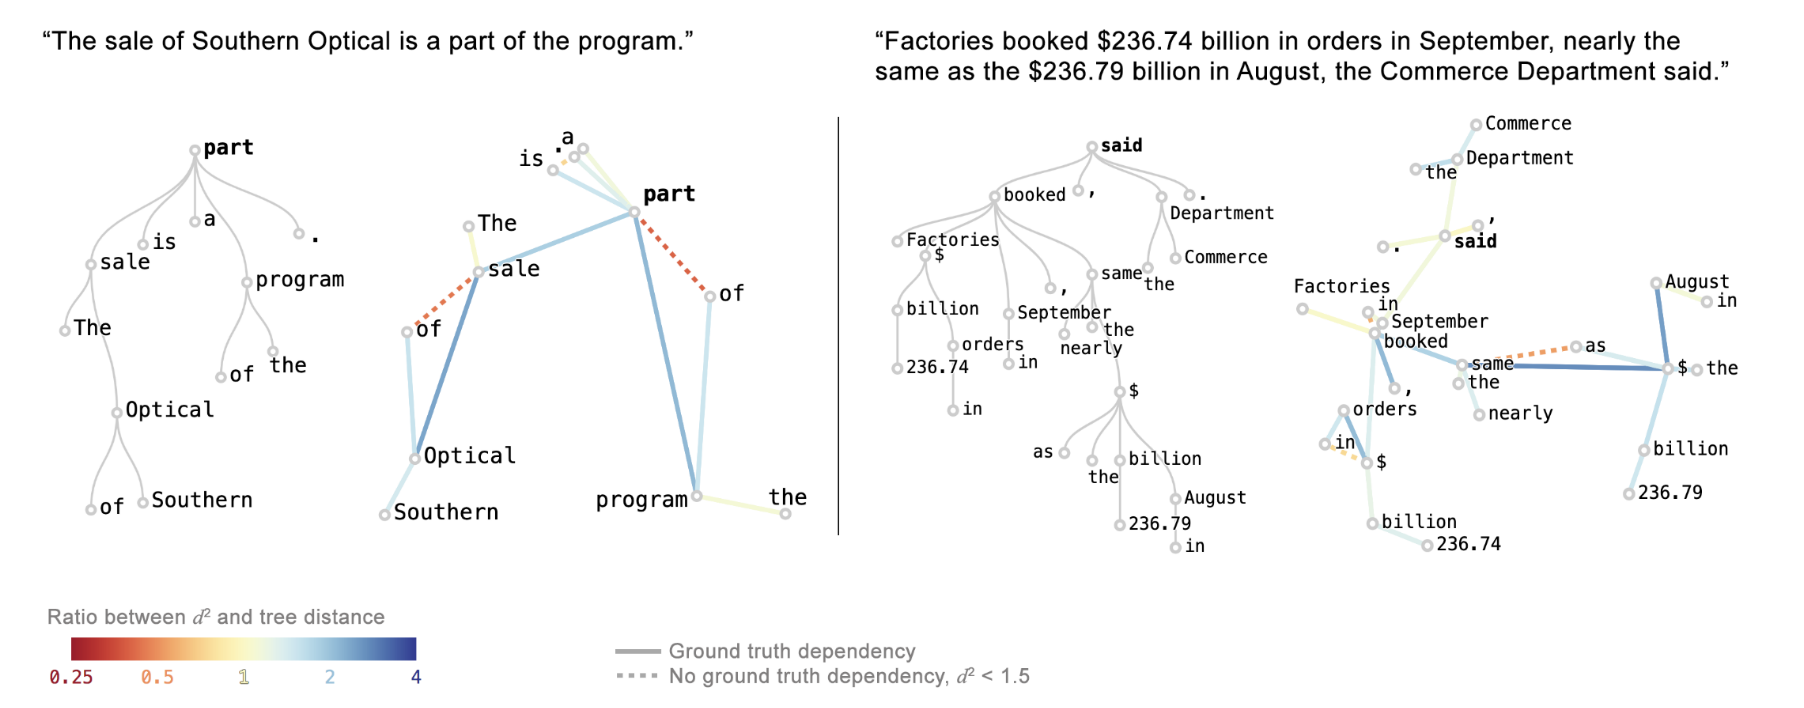 “The sale of Southern Optical is a part of the program.”
part
a
is
.
sale
program
The
the
of
Optical
of
Southern
a
.
is
part
The
sale
of
of
Optical
program
the
Southern
“Factories booked $236.74 billion in orders in September, nearly the
same as the $236.79 billion in August, the Commerce Department said.”
said
booked
,
.
Department
Factories
$
Commerce
same
the
,
billion
September
the
orders
nearly
in
236.74
$
in
as
billion
the
August
236.79
in
Commerce
Department
the
,
said
.
August
Factories
in
in
September
booked
as
same
$
the
the
,
orders
nearly
in
$
billion
236.79
billion
236.74
Ratio between d² and tree distance
0.25
0.5
1
2
4
Ground truth dependency
No ground truth dependency, d² < 1.5